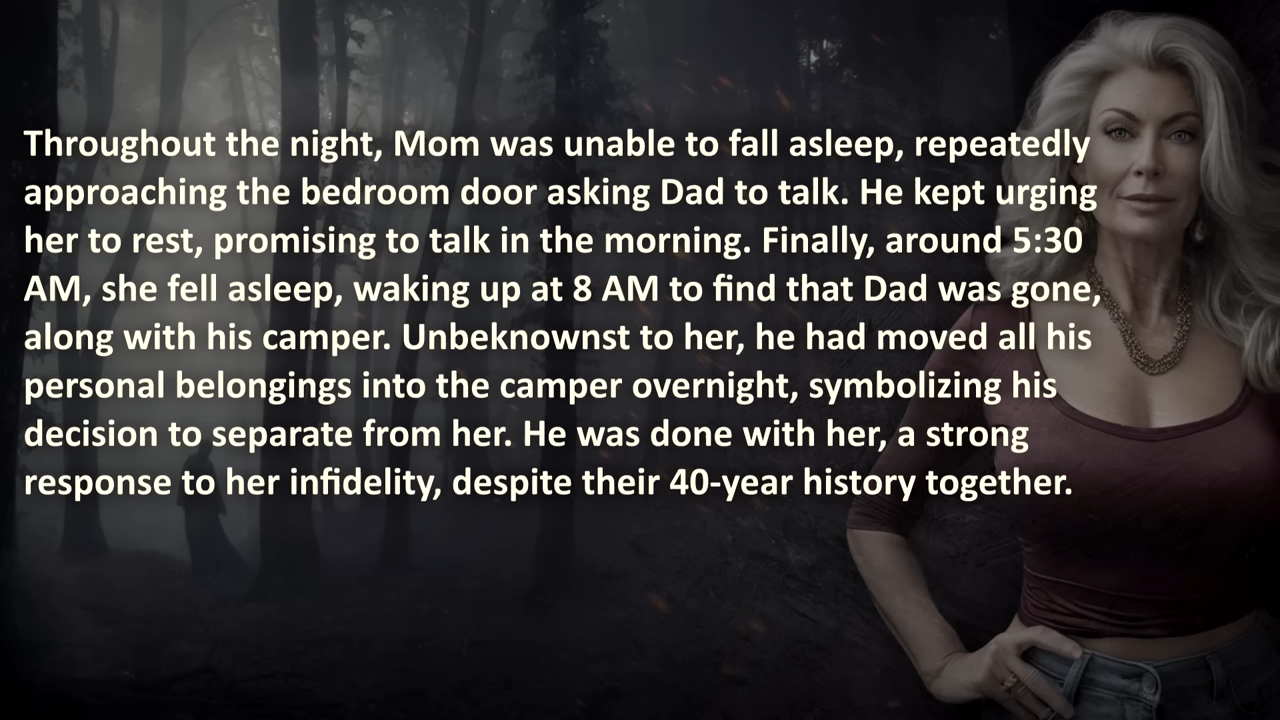 Throughout the night, Mom was unable to fall asleep, repeatedly
approaching the bedroom door asking Dad to talk. He kept urging
her to rest, promising to talk in the morning. Finally, around 5:30
AM, she fell asleep, waking up at 8 AM to find that Dad was gone,
along with his camper. Unbeknownst to her, he had moved all his
personal belongings into the camper overnight, symbolizing his
decision to separate from her. He was done with her, a strong
response to her infidelity, despite their 40-year history together.